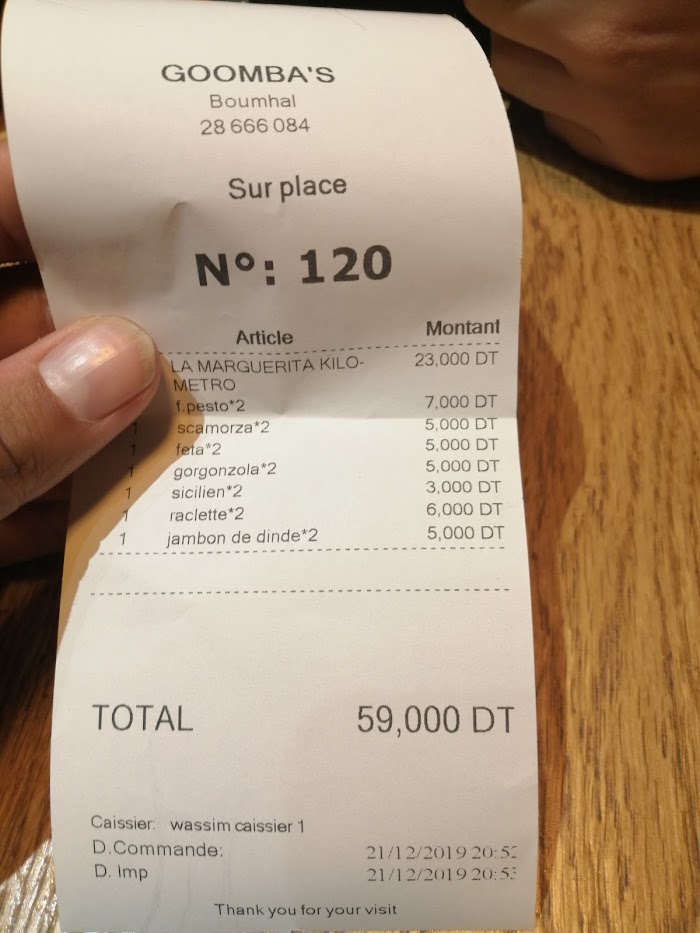 GOOMBA'S
Boumhal
28 666 084
Sur place
N°: 120
Article Montant
LA MARGUERITA KILO- 23,000 DT
METRO
f.pesto*2 7,000 DT
1 scamorza*2 5,000 DT
1 feta*2 5,000 DT
1 gorgonzola*2 5,000 DT
1 sicilien*2 3,000 DT
1 raclette*2 6,000 DT
1 jambon de dinde*2 5,000 DT
TOTAL 59,000 DT
Caissier: wassim caissier 1
D.Commande: 21/12/2019 20:52
D. Imp 21/12/2019 20:53
Thank you for your visit